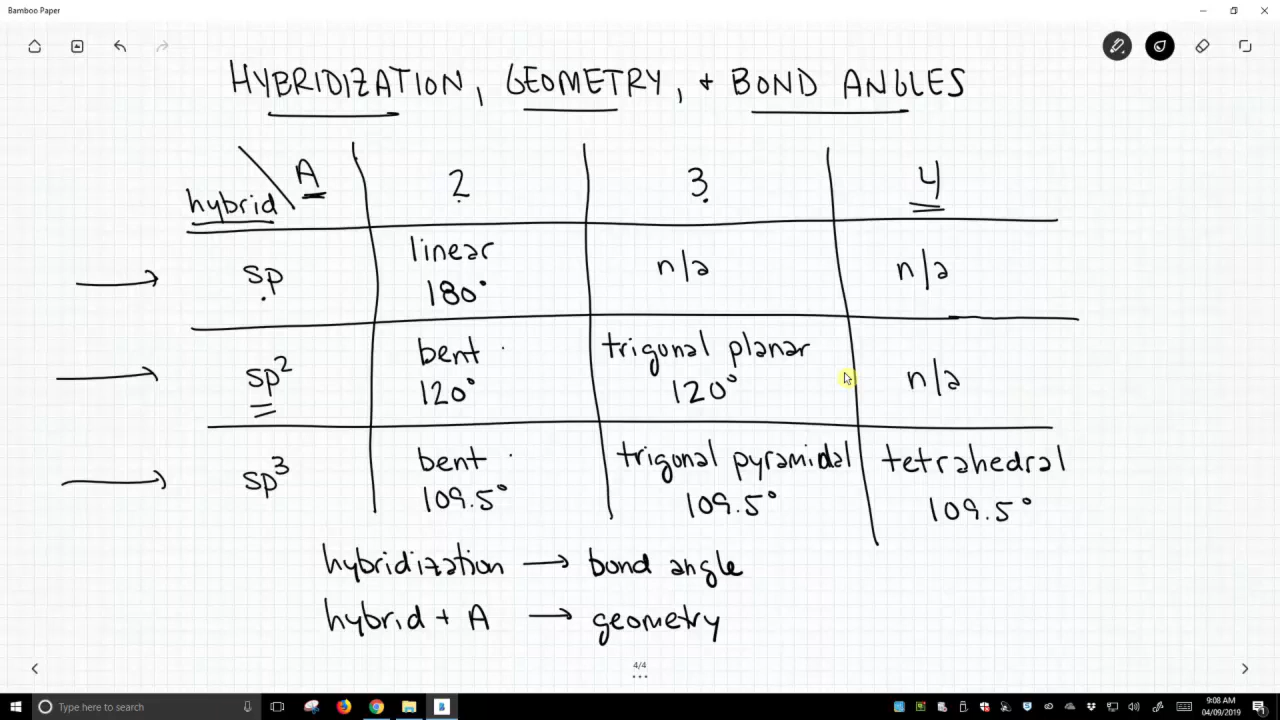 Bamboo Paper
HYBRIDIZATION, GEOMETRY, + BOND ANGLES
hybrid \ A 2 3 4
sp linear 180° n/a n/a
sp² bent 120° trigonal planar 120° n/a
sp³ bent 109.5° trigonal pyramidal 109.5° tetrahedral 109.5°
hybridization → bond angle
hybrid + A → geometry
4/4
Type here to search
9:08 AM
04/09/2019